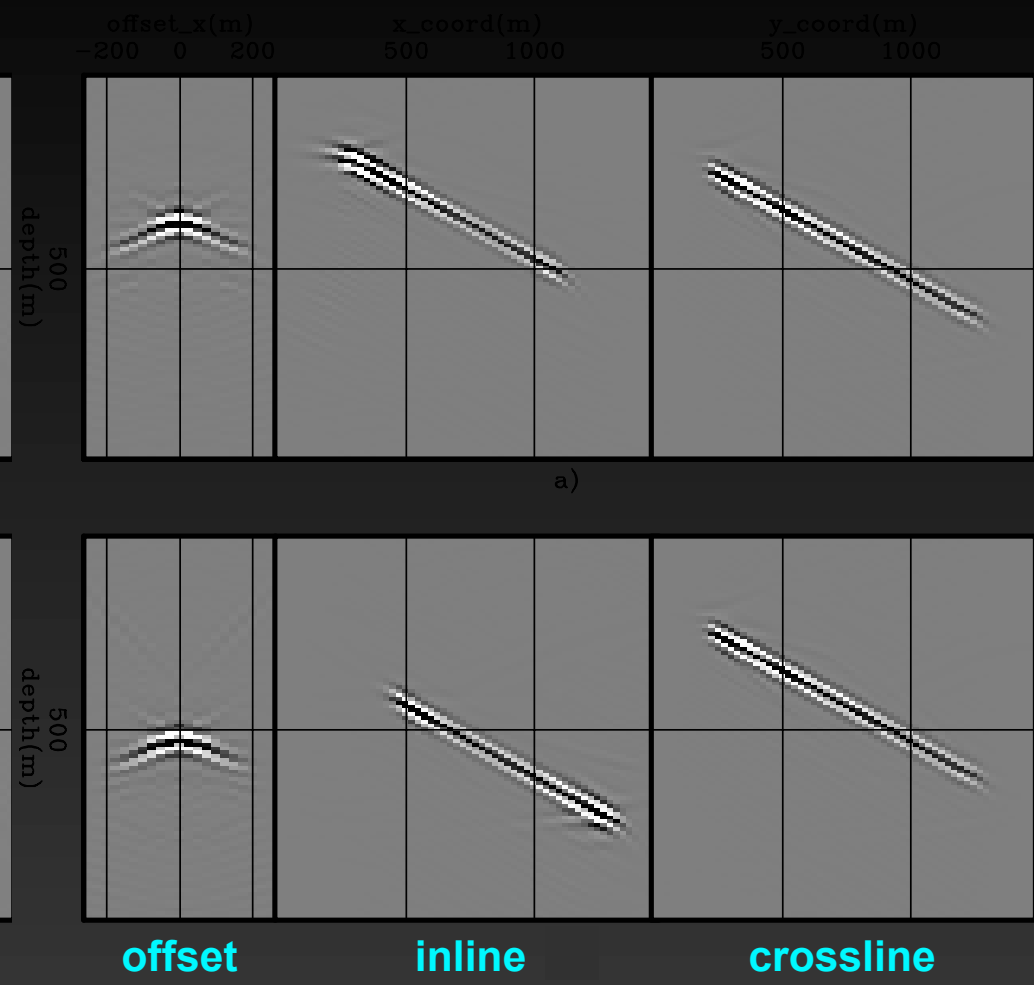 offset_x(m) x_coord(m) y_coord(m)
−200 0 200 500 1000 500 1000
depth(m)
500
a)
depth(m)
500
offset inline crossline